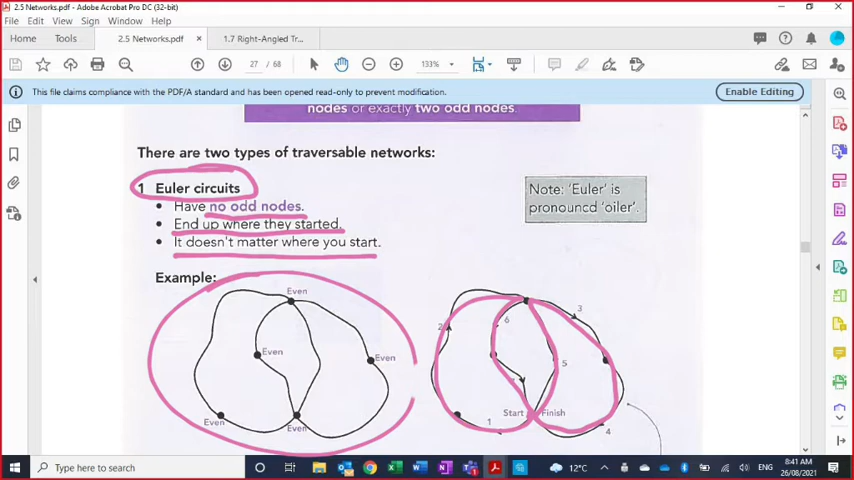 2.5 Networks.pdf - Adobe Acrobat Pro DC (32-bit)
File Edit View Sign Window Help
Home Tools 2.5 Networks.pdf 1.7 Right-Angled Tr...
27 / 68 133%
This file claims compliance with the PDF/A standard and has been opened read-only to prevent modification. Enable Editing
nodes or exactly two odd nodes.
There are two types of traversable networks:
1 Euler circuits
• Have no odd nodes.
• End up where they started.
• It doesn't matter where you start.
Note: 'Euler' is
pronouncd 'oiler'.
Example:
Even
Even
Even
Even
Even
2
3
6
5
1
Start
Finish
4
Type here to search
12°C
ENG
8:41 AM
26/08/2021